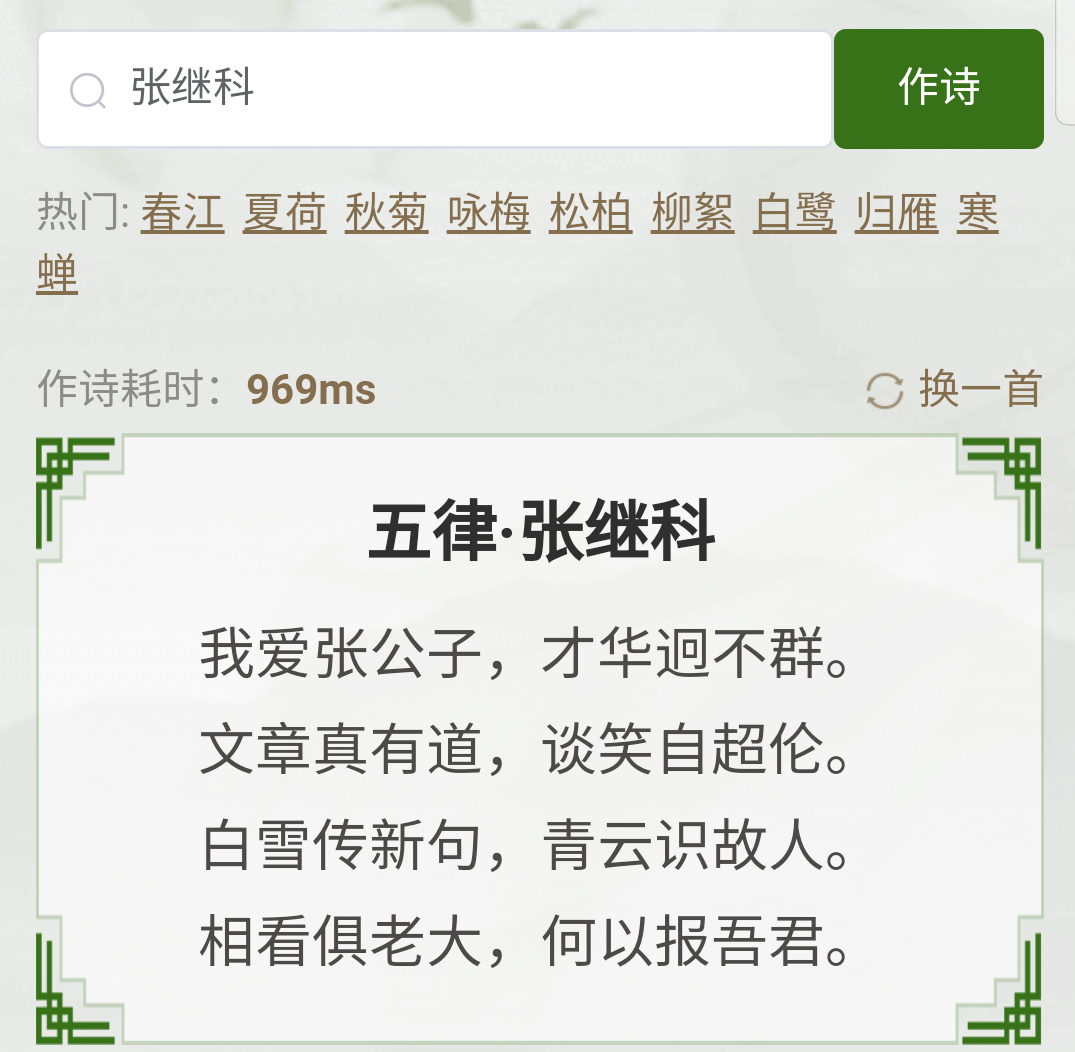 张继科
作诗
热门: 春江 夏荷 秋菊 咏梅 松柏 柳絮 白鹭 归雁 寒
蝉
作诗耗时：969ms
换一首
五律·张继科
我爱张公子，才华迥不群。
文章真有道，谈笑自超伦。
白雪传新句，青云识故人。
相看俱老大，何以报吾君。